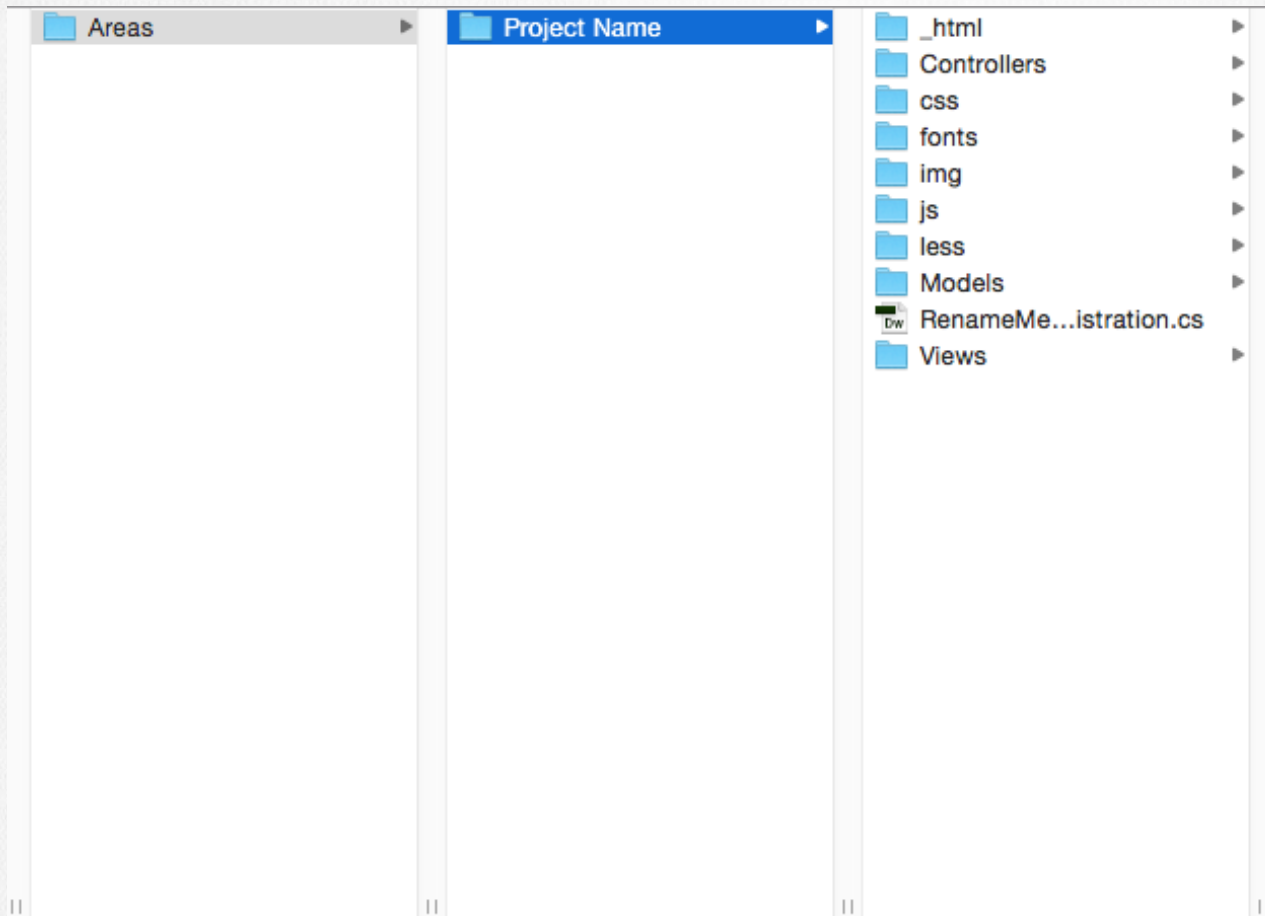 Areas
Project Name
_html
Controllers
css
fonts
img
js
less
Models
Dw
RenameMe...istration.cs
Views